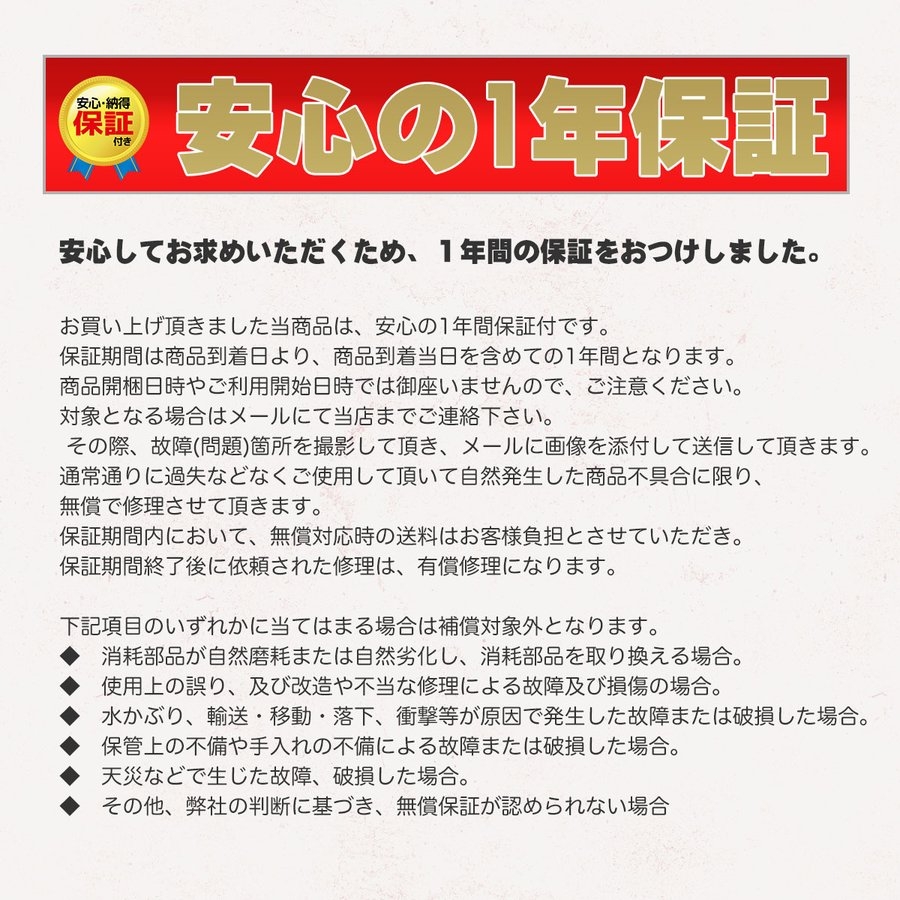 安心・納得
保証
付き
安心の1年保証
安心してお求めいただくため、１年間の保証をおつけしました。
お買い上げ頂きました当商品は、安心の1年間保証付です。
保証期間は商品到着日より、商品到着当日を含めての1年間となります。
商品開梱日時やご利用開始日時では御座いませんので、ご注意ください。
対象となる場合はメールにて当店までご連絡下さい。
その際、故障(問題)箇所を撮影して頂き、メールに画像を添付して送信して頂きます。
通常通りに過失などなくご使用して頂いて自然発生した商品不具合に限り、
無償で修理させて頂きます。
保証期間内において、無償対応時の送料はお客様負担とさせていただき。
保証期間終了後に依頼された修理は、有償修理になります。
下記項目のいずれかに当てはまる場合は補償対象外となります。
◆　消耗部品が自然磨耗または自然劣化し、消耗部品を取り換える場合。
◆　使用上の誤り、及び改造や不当な修理による故障及び損傷の場合。
◆　水かぶり、輸送・移動・落下、衝撃等が原因で発生した故障または破損した場合。
◆　保管上の不備や手入れの不備による故障または破損した場合。
◆　天災などで生じた故障、破損した場合。
◆　その他、弊社の判断に基づき、無償保証が認められない場合